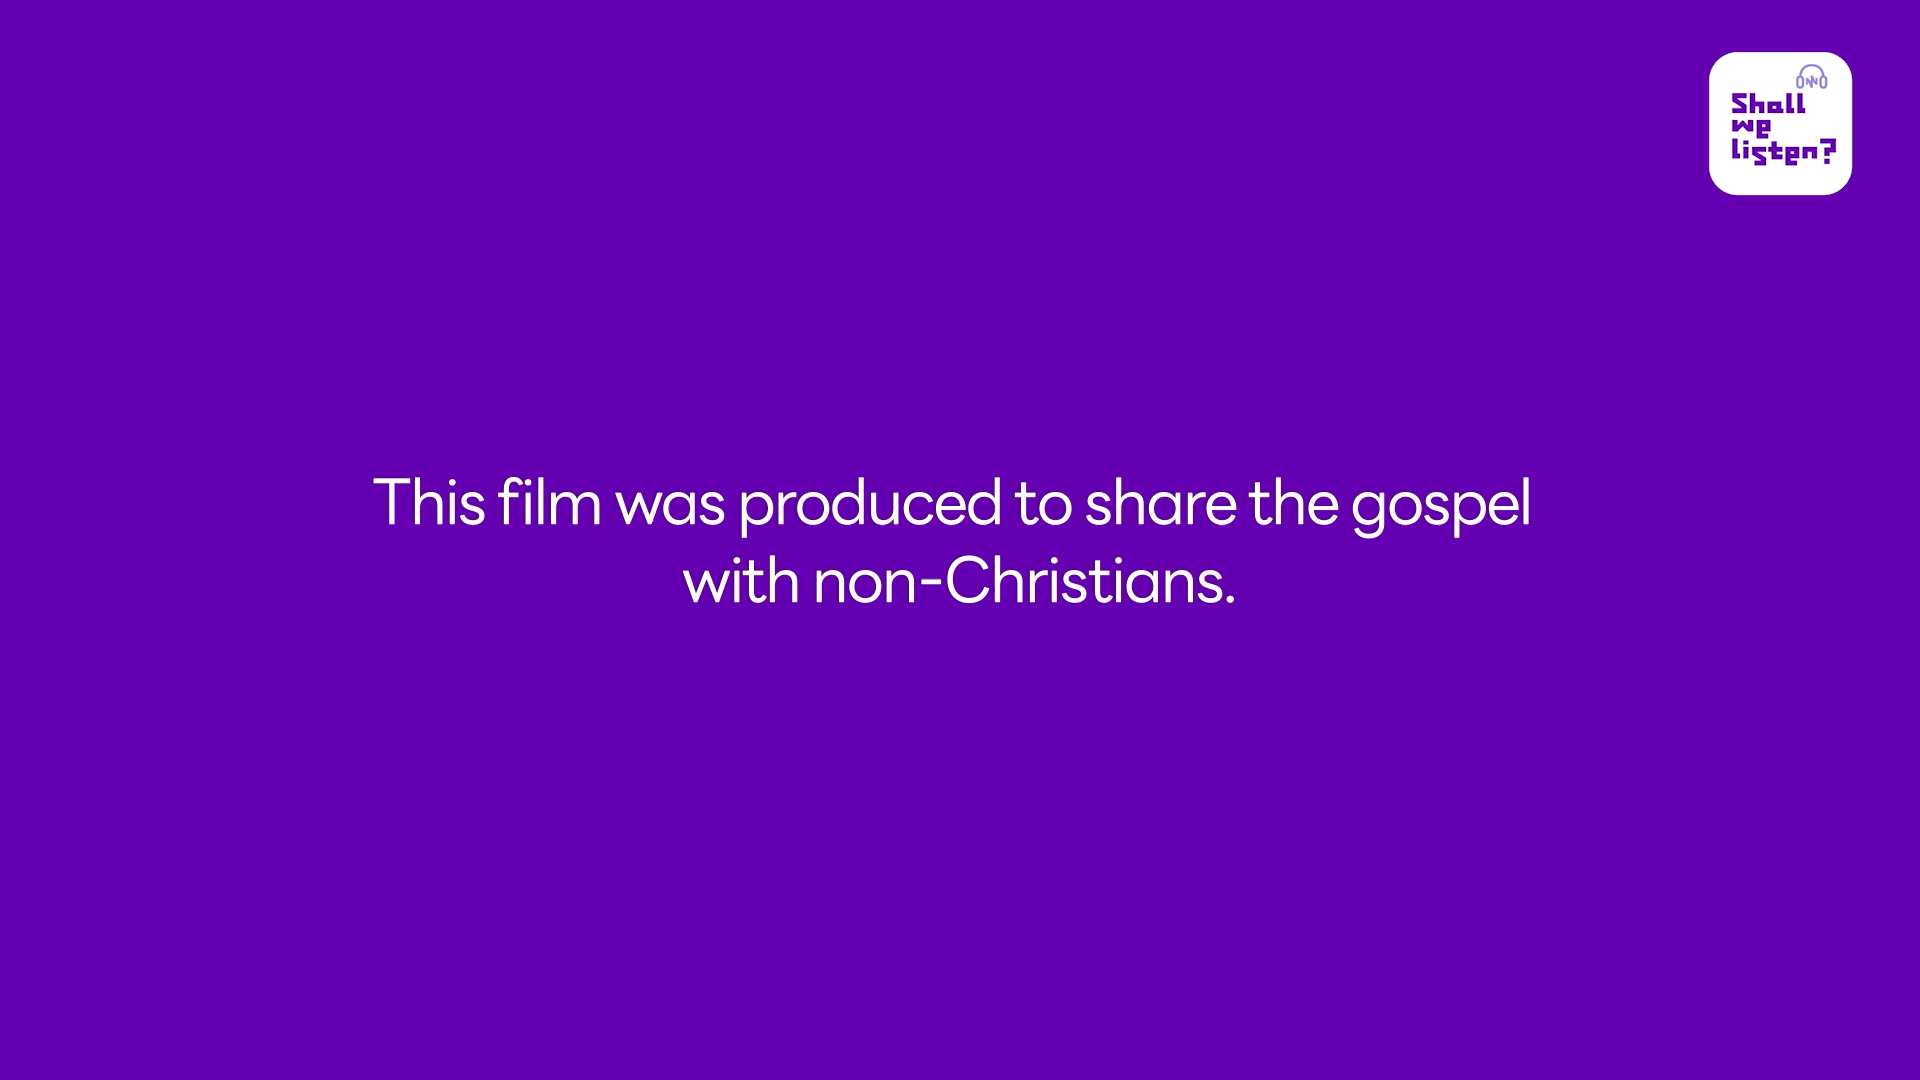 Shall
we
listen?
This film was produced to share the gospel
with non-Christians.